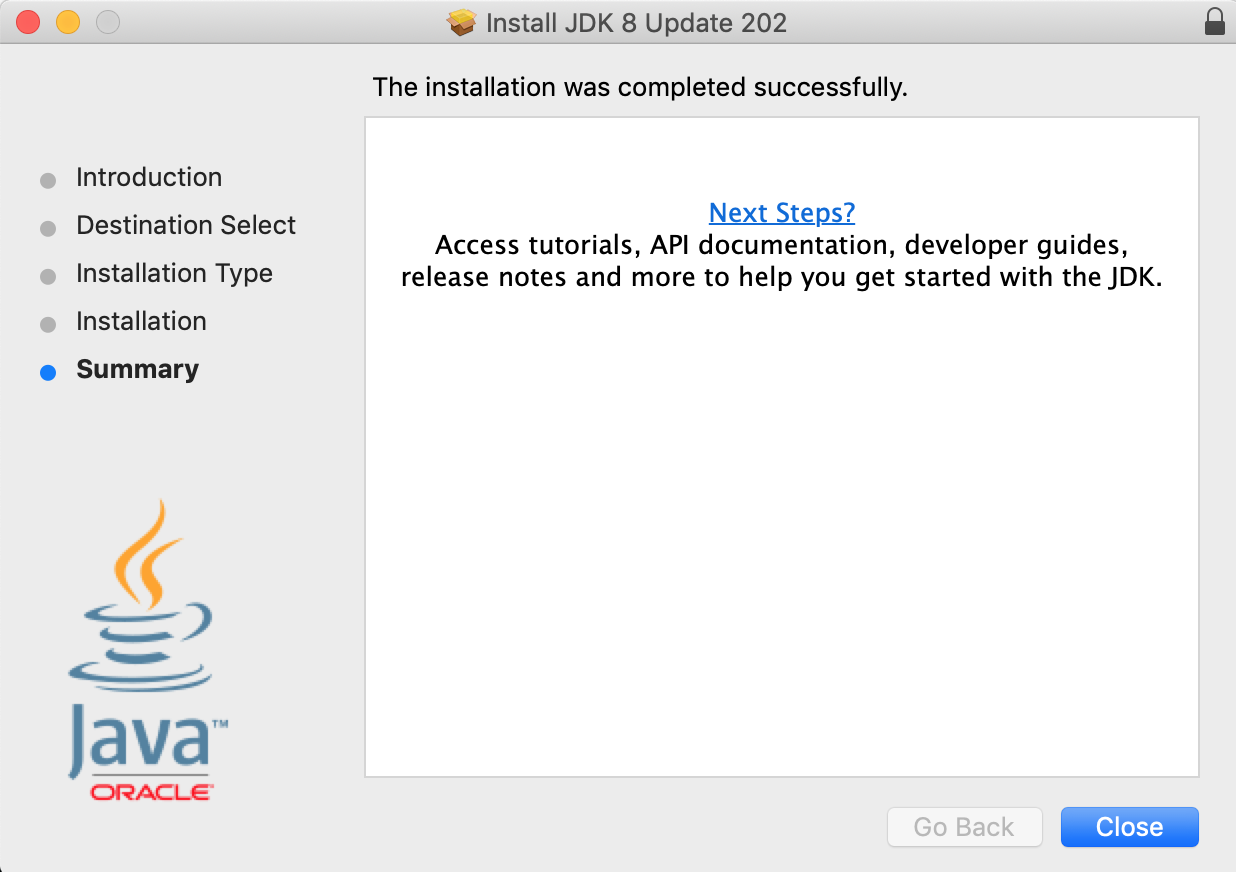 Install JDK 8 Update 202
The installation was completed successfully.
Introduction
Destination Select
Installation Type
Installation
Summary
Next Steps?
Access tutorials, API documentation, developer guides,
release notes and more to help you get started with the JDK.
Java™
ORACLE
Go Back
Close